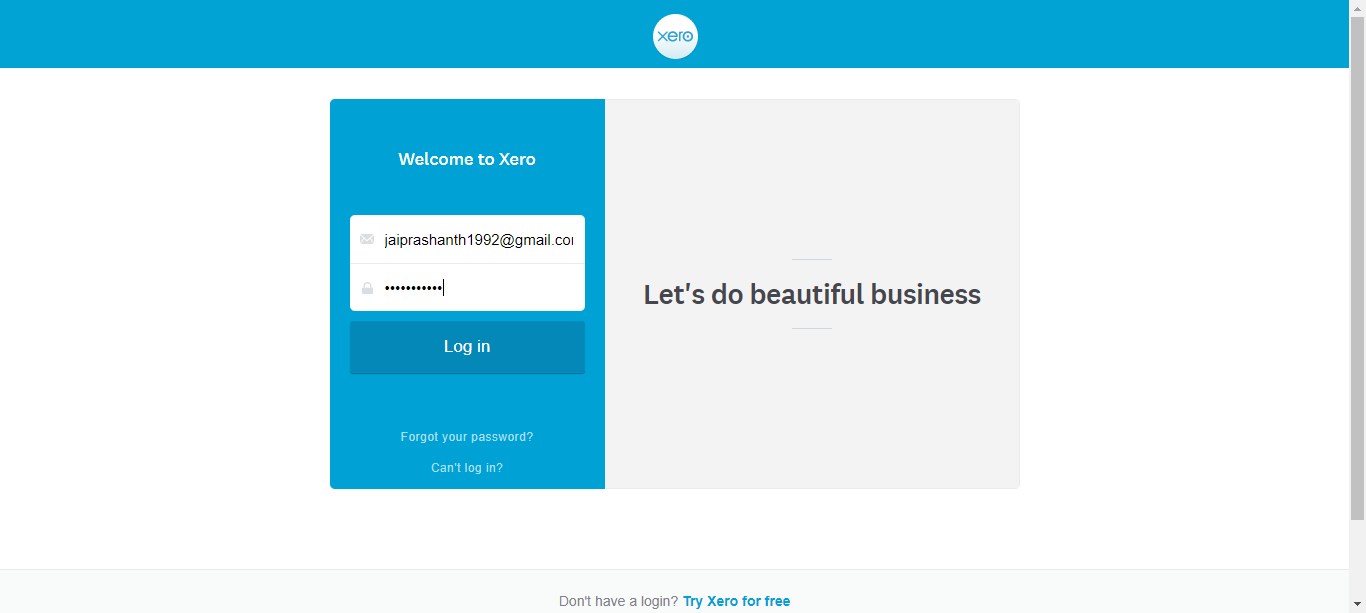 xero
Welcome to Xero
jaiprashanth1992@gmail.co
•••••••••••
Log in
Forgot your password?
Can't log in?
Let's do beautiful business
Don't have a login? Try Xero for free